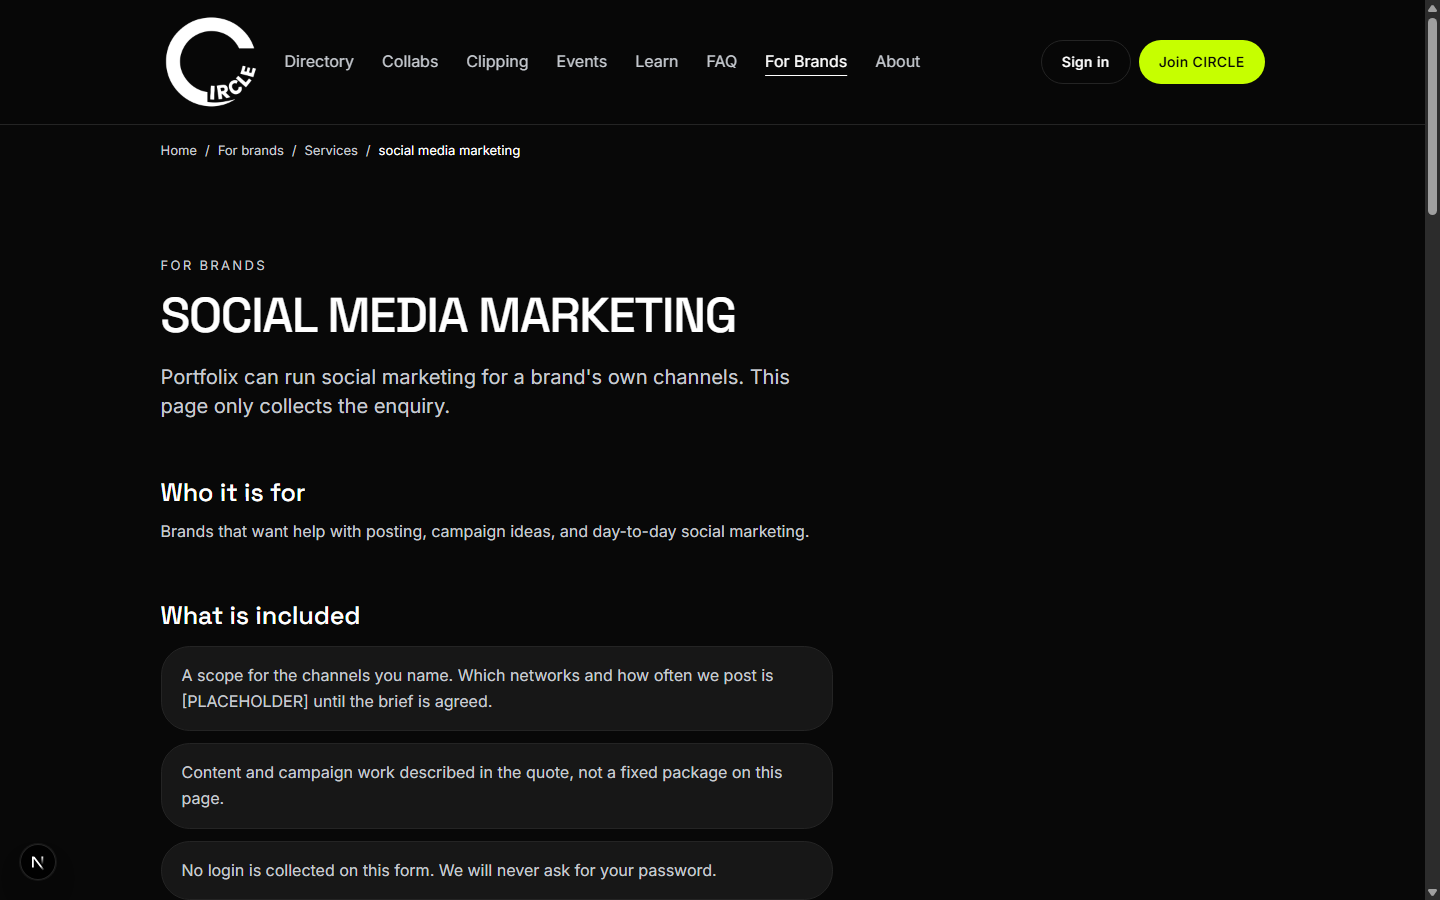 CIRCLE
Directory
Collabs
Clipping
Events
Learn
FAQ
For Brands
About
Sign in
Join CIRCLE
Home / For brands / Services / social media marketing
FOR BRANDS
SOCIAL MEDIA MARKETING
Portfolix can run social marketing for a brand's own channels. This
page only collects the enquiry.
Who it is for
Brands that want help with posting, campaign ideas, and day-to-day social marketing.
What is included
A scope for the channels you name. Which networks and how often we post is
[PLACEHOLDER] until the brief is agreed.
Content and campaign work described in the quote, not a fixed package on this
page.
No login is collected on this form. We will never ask for your password.
N